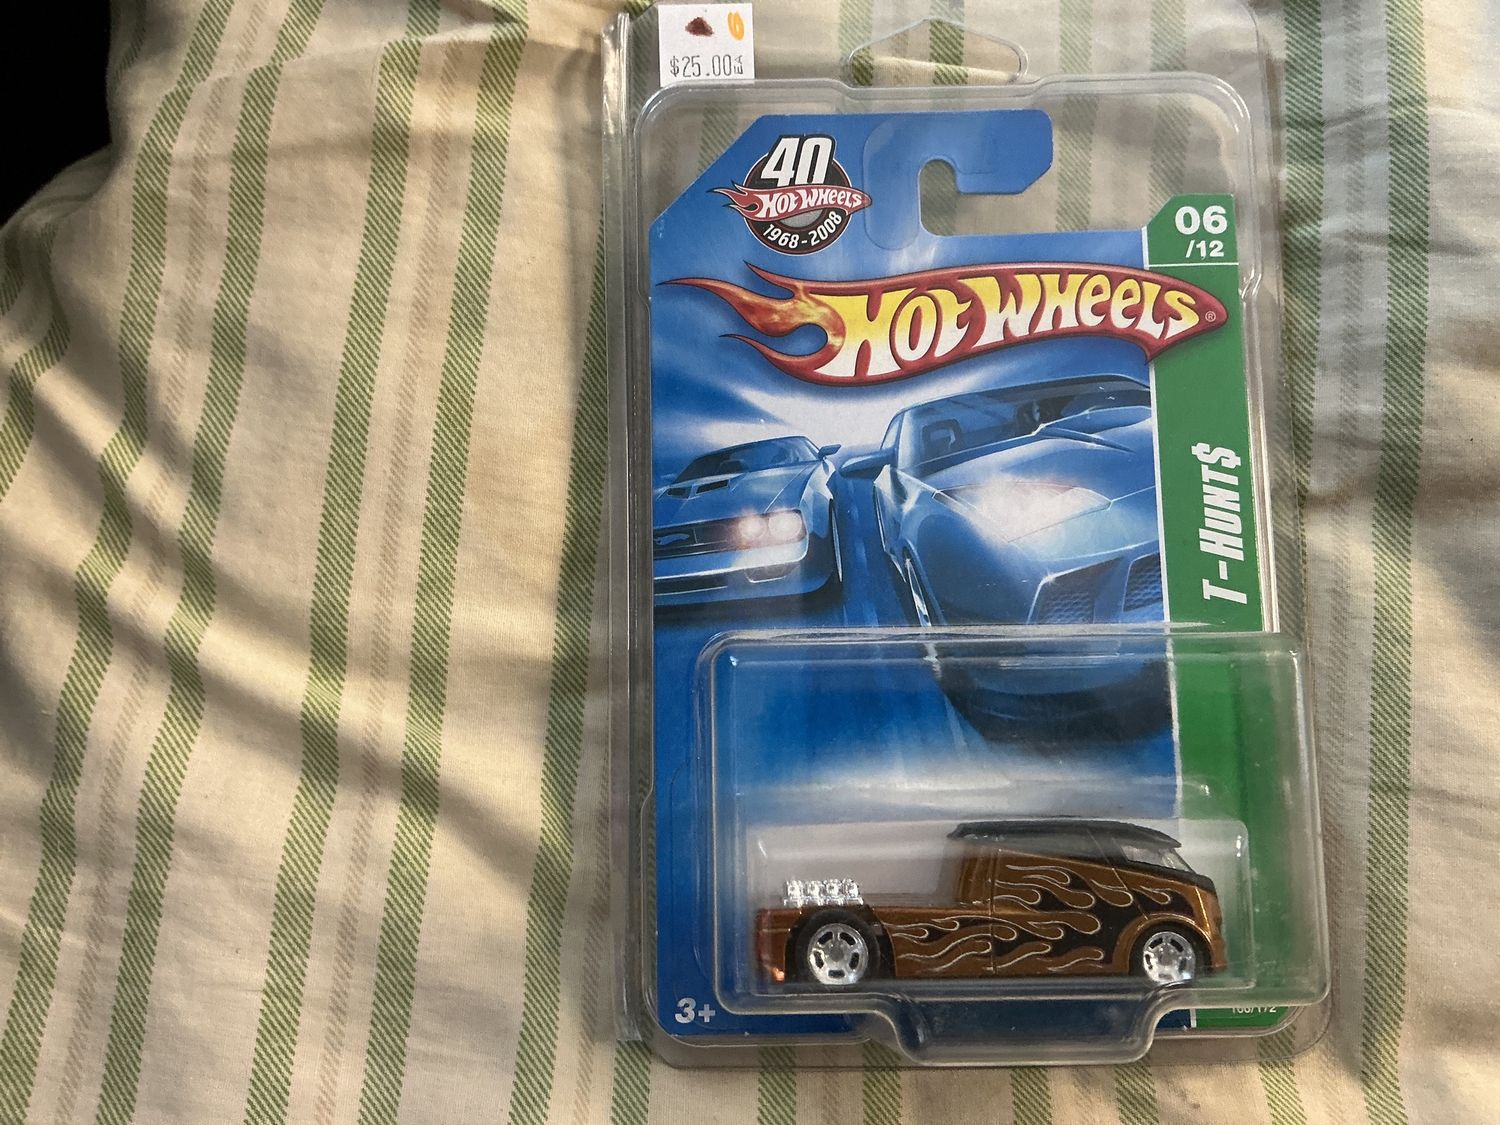 $25.00
40
HOT WHEELS
1968-2008
06
/12
HOT WHEELS®
T-HUNT$
3+